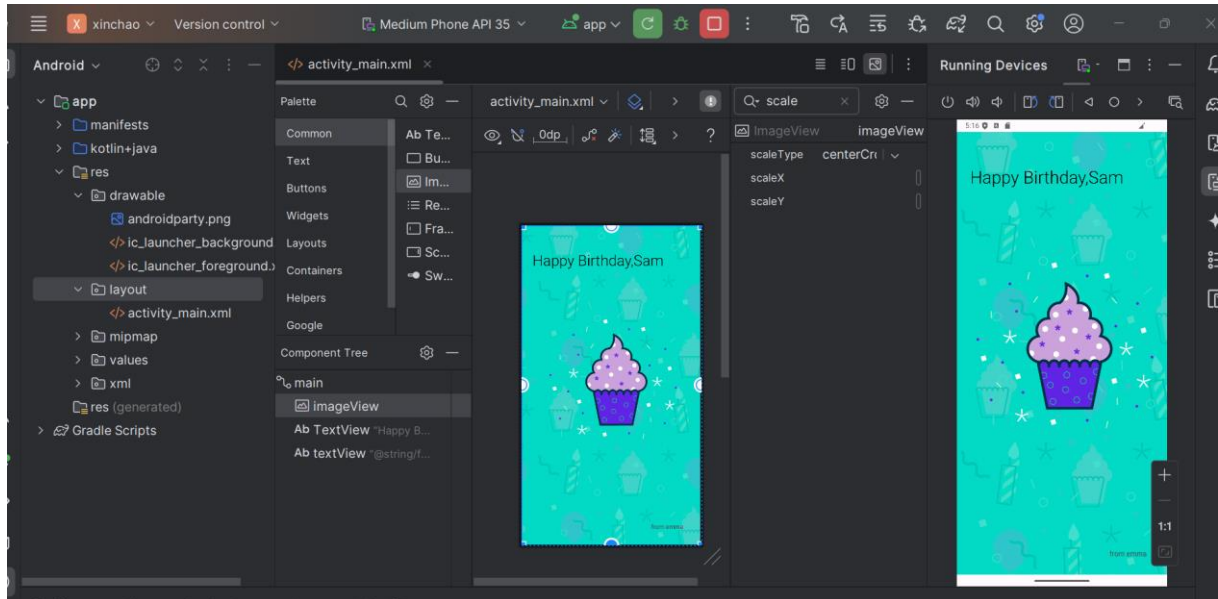 X xinchao Version control Medium Phone API 35 app
Android
app
manifests
kotlin+java
res
drawable
androidparty.png
ic_launcher_background
ic_launcher_foreground.x
layout
activity_main.xml
mipmap
values
xml
res (generated)
Gradle Scripts
activity_main.xml
Palette
Common
Text
Buttons
Widgets
Layouts
Containers
Helpers
Google
Ab Te...
Bu...
Im...
Re...
Fra...
Sc...
Sw...
Component Tree
main
imageView
Ab TextView "Happy B...
Ab textView "@string/f...
activity_main.xml
0dp
?
Happy Birthday,Sam
from emma
scale
ImageView imageView
scaleType centerCr
scaleX
scaleY
Running Devices
5:16
Happy Birthday,Sam
from emma
1:1